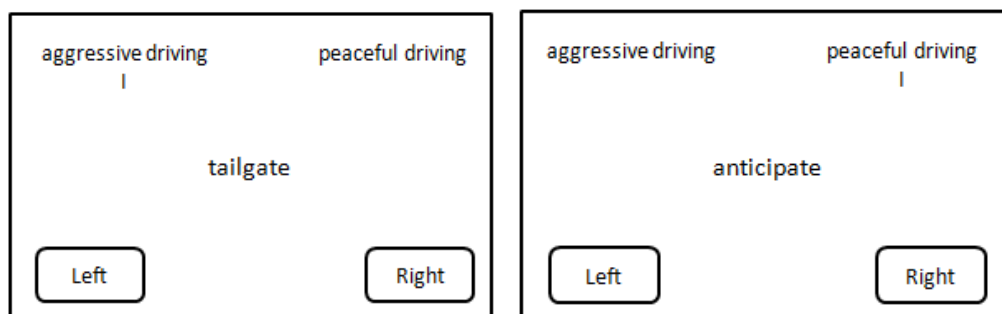 aggressive driving peaceful driving
I
tailgate
Left Right
aggressive driving peaceful driving
I
anticipate
Left Right